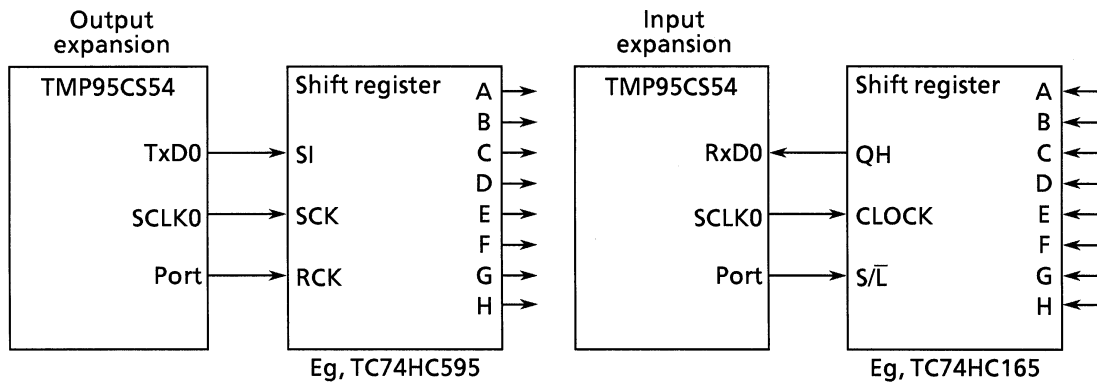 Output
expansion
TMP95CS54
TxD0
SCLK0
Port
Shift register
SI
SCK
RCK
A
B
C
D
E
F
G
H
Eg, TC74HC595
Input
expansion
TMP95CS54
RxD0
SCLK0
Port
Shift register
QH
CLOCK
S/L̅
A
B
C
D
E
F
G
H
Eg, TC74HC165